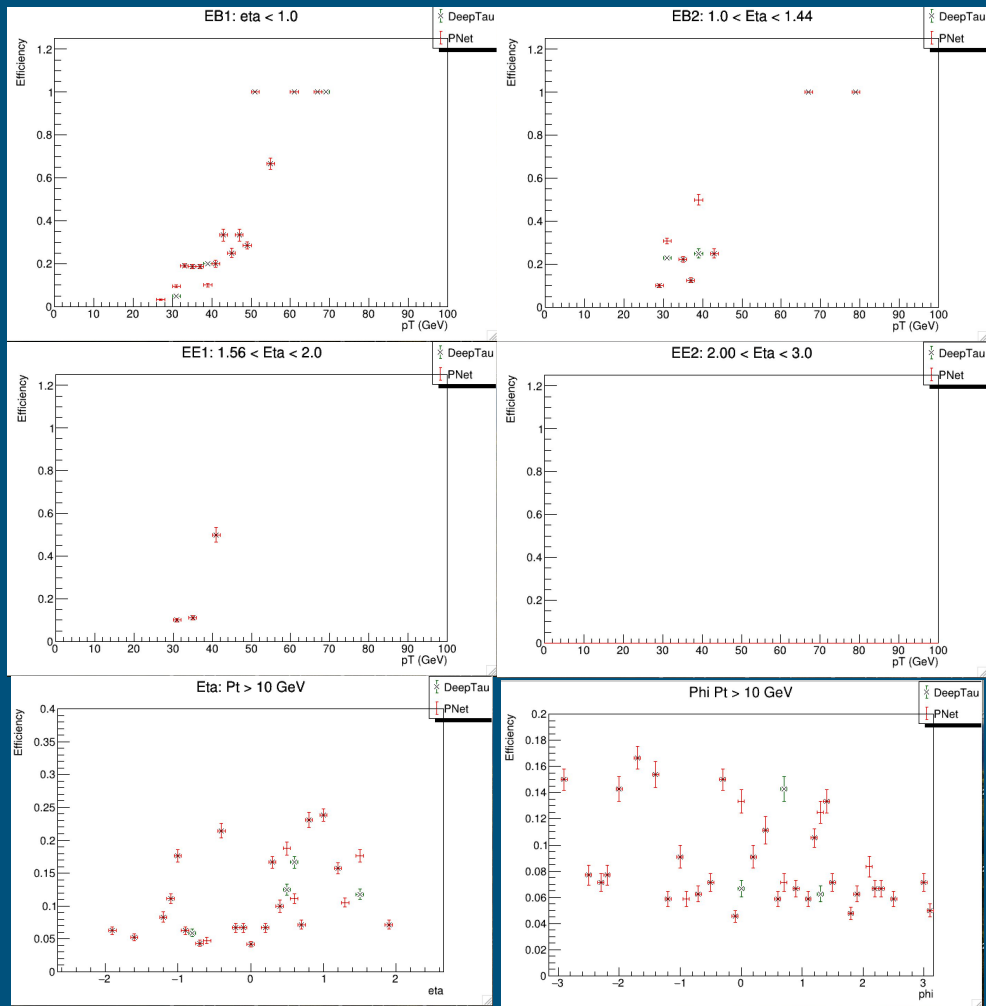 EB1: eta < 1.0
DeepTau
PNet
Efficiency
1.2
1
0.8
0.6
0.4
0.2
0
0 10 20 30 40 50 60 70 80 90 100
pT (GeV)
EB2: 1.0 < Eta < 1.44
DeepTau
PNet
Efficiency
1.2
1
0.8
0.6
0.4
0.2
0
0 10 20 30 40 50 60 70 80 90 100
pT (GeV)
EE1: 1.56 < Eta < 2.0
DeepTau
PNet
Efficiency
1.2
1
0.8
0.6
0.4
0.2
0
0 10 20 30 40 50 60 70 80 90 100
pT (GeV)
EE2: 2.00 < Eta < 3.0
DeepTau
PNet
Efficiency
1.2
1
0.8
0.6
0.4
0.2
0
0 10 20 30 40 50 60 70 80 90 100
pT (GeV)
Eta: Pt > 10 GeV
DeepTau
PNet
Efficiency
0.4
0.35
0.3
0.25
0.2
0.15
0.1
0.05
0
−2 −1 0 1 2
eta
Phi Pt > 10 GeV
DeepTau
PNet
Efficiency
0.2
0.18
0.16
0.14
0.12
0.1
0.08
0.06
0.04
0.02
0
−3 −2 −1 0 1 2 3
phi